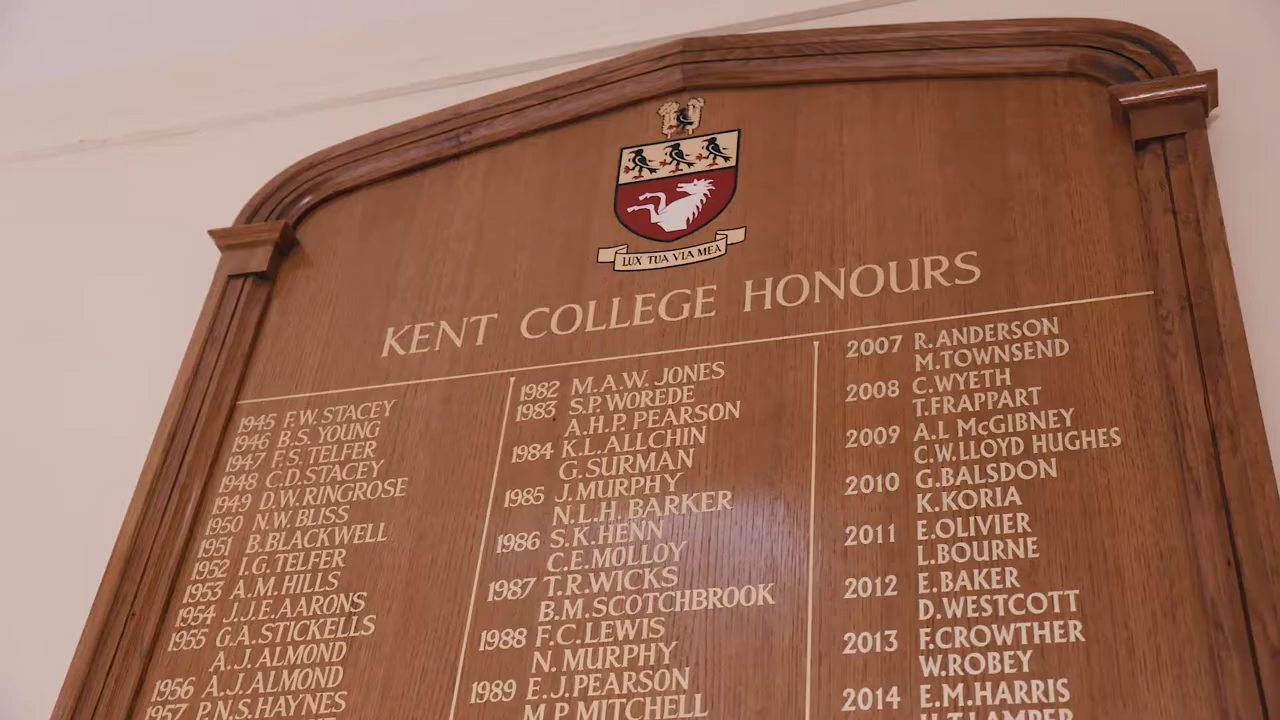 LUX TUA VIA MEA
KENT COLLEGE HONOURS
1945 F.W. STACEY
1946 B.S. YOUNG
1947 F.S. TELFER
1948 C.D. STACEY
1949 D.W. RINGROSE
1950 N.W. BLISS
1951 B. BLACKWELL
1952 I.G. TELFER
1953 A.M. HILLS
1954 J.J.E. AARONS
1955 G.A. STICKELLS
A.J. ALMOND
1956 A.J. ALMOND
1957 P.N.S. HAYNES
1982 M.A.W. JONES
1983 S.P. WOREDE
A.H.P. PEARSON
1984 K.L. ALLCHIN
G. SURMAN
1985 J. MURPHY
N.L.H. BARKER
1986 S.K. HENN
C.E. MOLLOY
1987 T.R. WICKS
B.M. SCOTCHBROOK
1988 F.C. LEWIS
N. MURPHY
1989 E.J. PEARSON
M.P. MITCHELL
2007 R. ANDERSON
M. TOWNSEND
2008 C. WYETH
T. FRAPPART
2009 A.L McGIBNEY
C.W. LLOYD HUGHES
2010 G. BALSDON
K. KORIA
2011 E. OLIVIER
L. BOURNE
2012 E. BAKER
D. WESTCOTT
2013 F. CROWTHER
W. ROBEY
2014 E.M. HARRIS